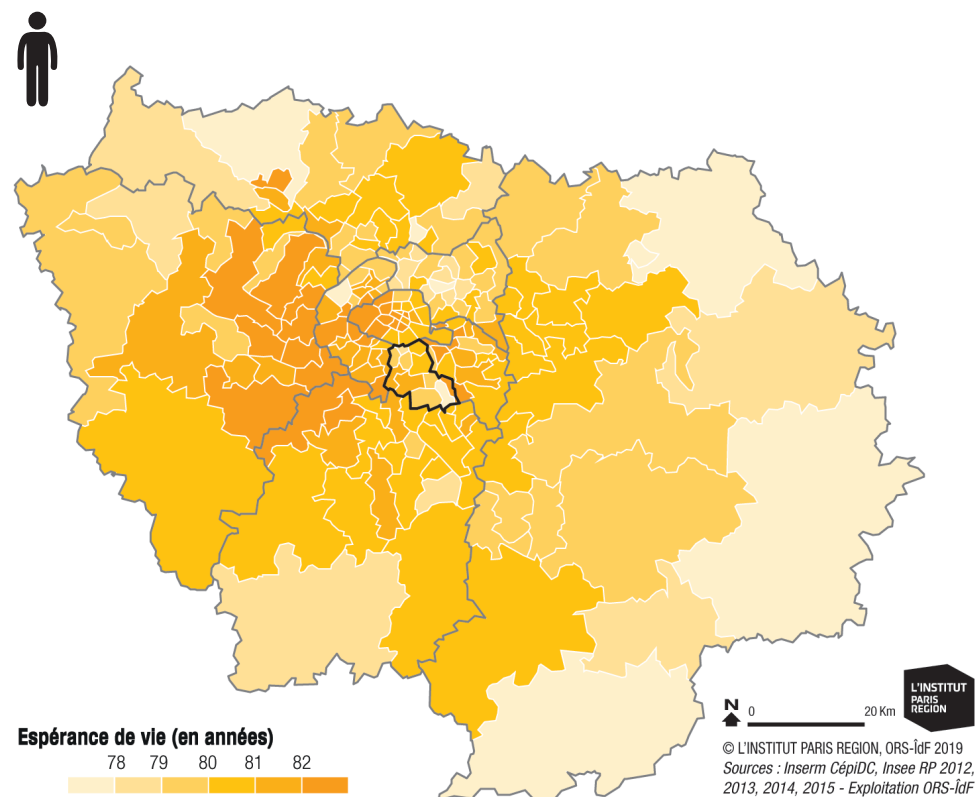 L'INSTITUT
PARIS
REGION
N
0
20 Km
Espérance de vie (en années)
78 79 80 81 82
© L'INSTITUT PARIS REGION, ORS-ÎdF 2019
Sources : Inserm CépiDC, Insee RP 2012,
2013, 2014, 2015 - Exploitation ORS-ÎdF